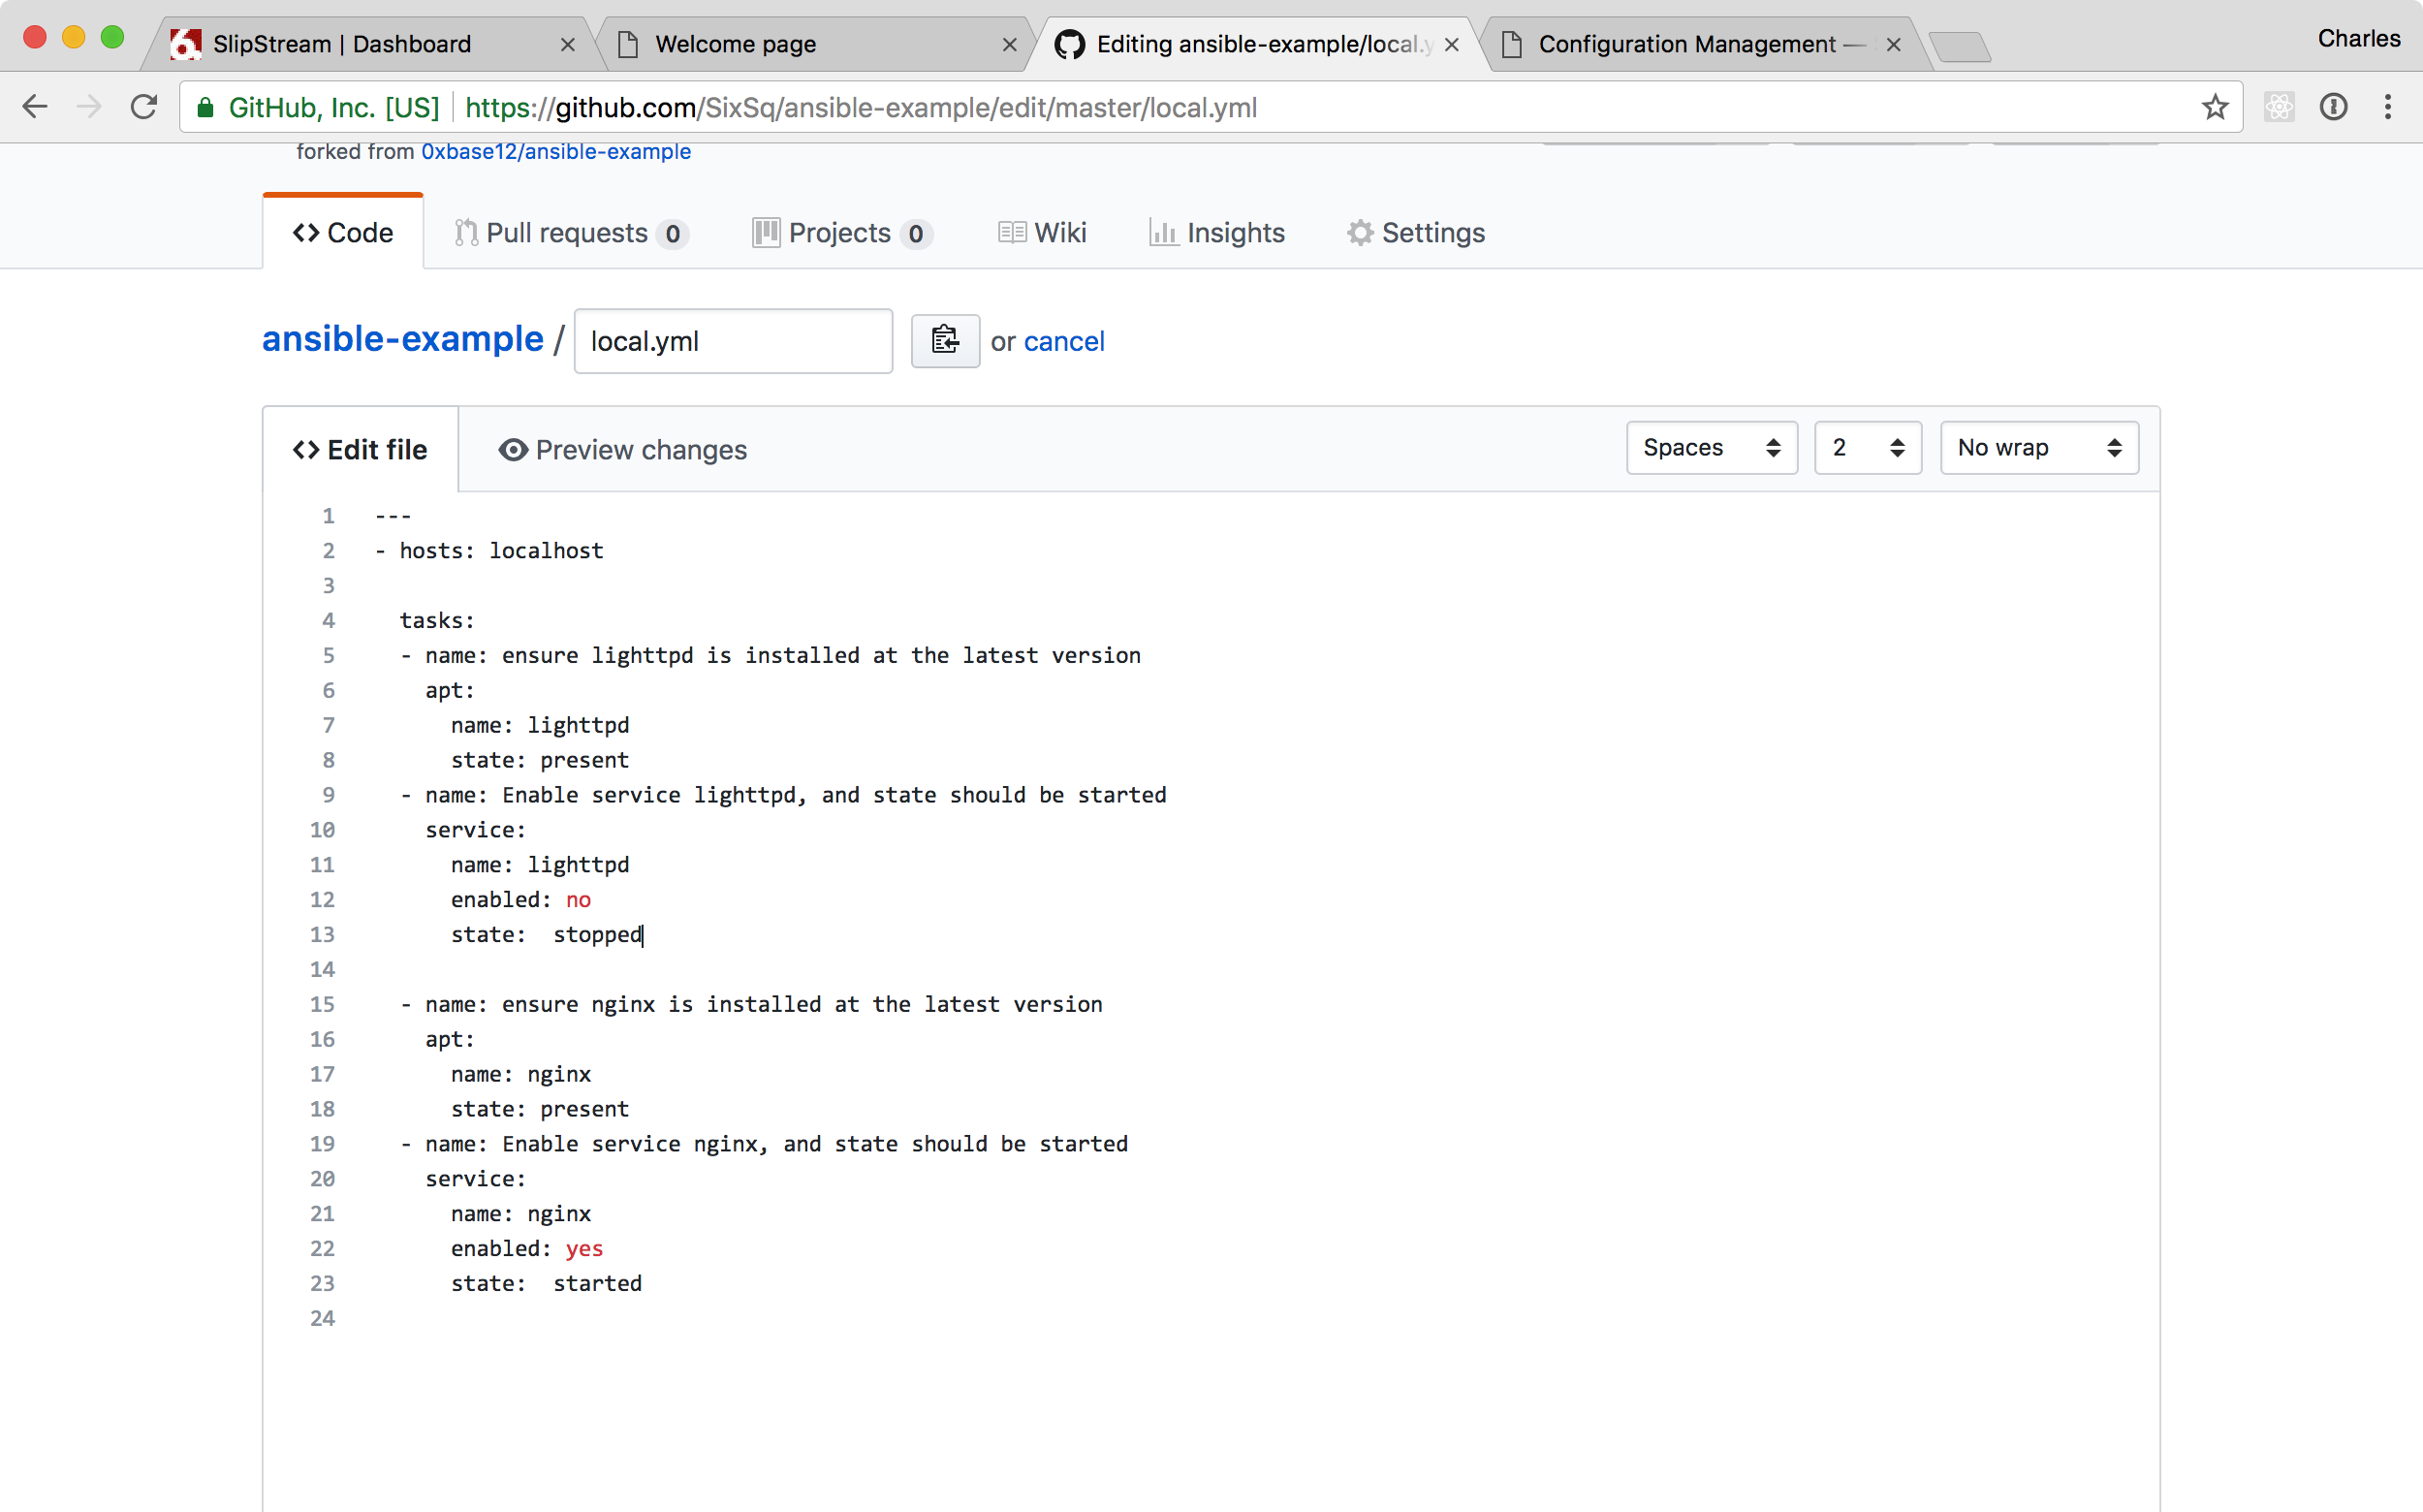 SlipStream | Dashboard
Welcome page
Editing ansible-example/local.y
Configuration Management —
Charles
GitHub, Inc. [US]
https://github.com/SixSq/ansible-example/edit/master/local.yml
forked from 0xbase12/ansible-example
Code
Pull requests 0
Projects 0
Wiki
Insights
Settings
ansible-example / local.yml or cancel
Edit file
Preview changes
Spaces
2
No wrap
1 ---
2 - hosts: localhost
3
4   tasks:
5   - name: ensure lighttpd is installed at the latest version
6     apt:
7       name: lighttpd
8       state: present
9   - name: Enable service lighttpd, and state should be started
10     service:
11       name: lighttpd
12       enabled: no
13       state:  stopped
14
15   - name: ensure nginx is installed at the latest version
16     apt:
17       name: nginx
18       state: present
19   - name: Enable service nginx, and state should be started
20     service:
21       name: nginx
22       enabled: yes
23       state:  started
24